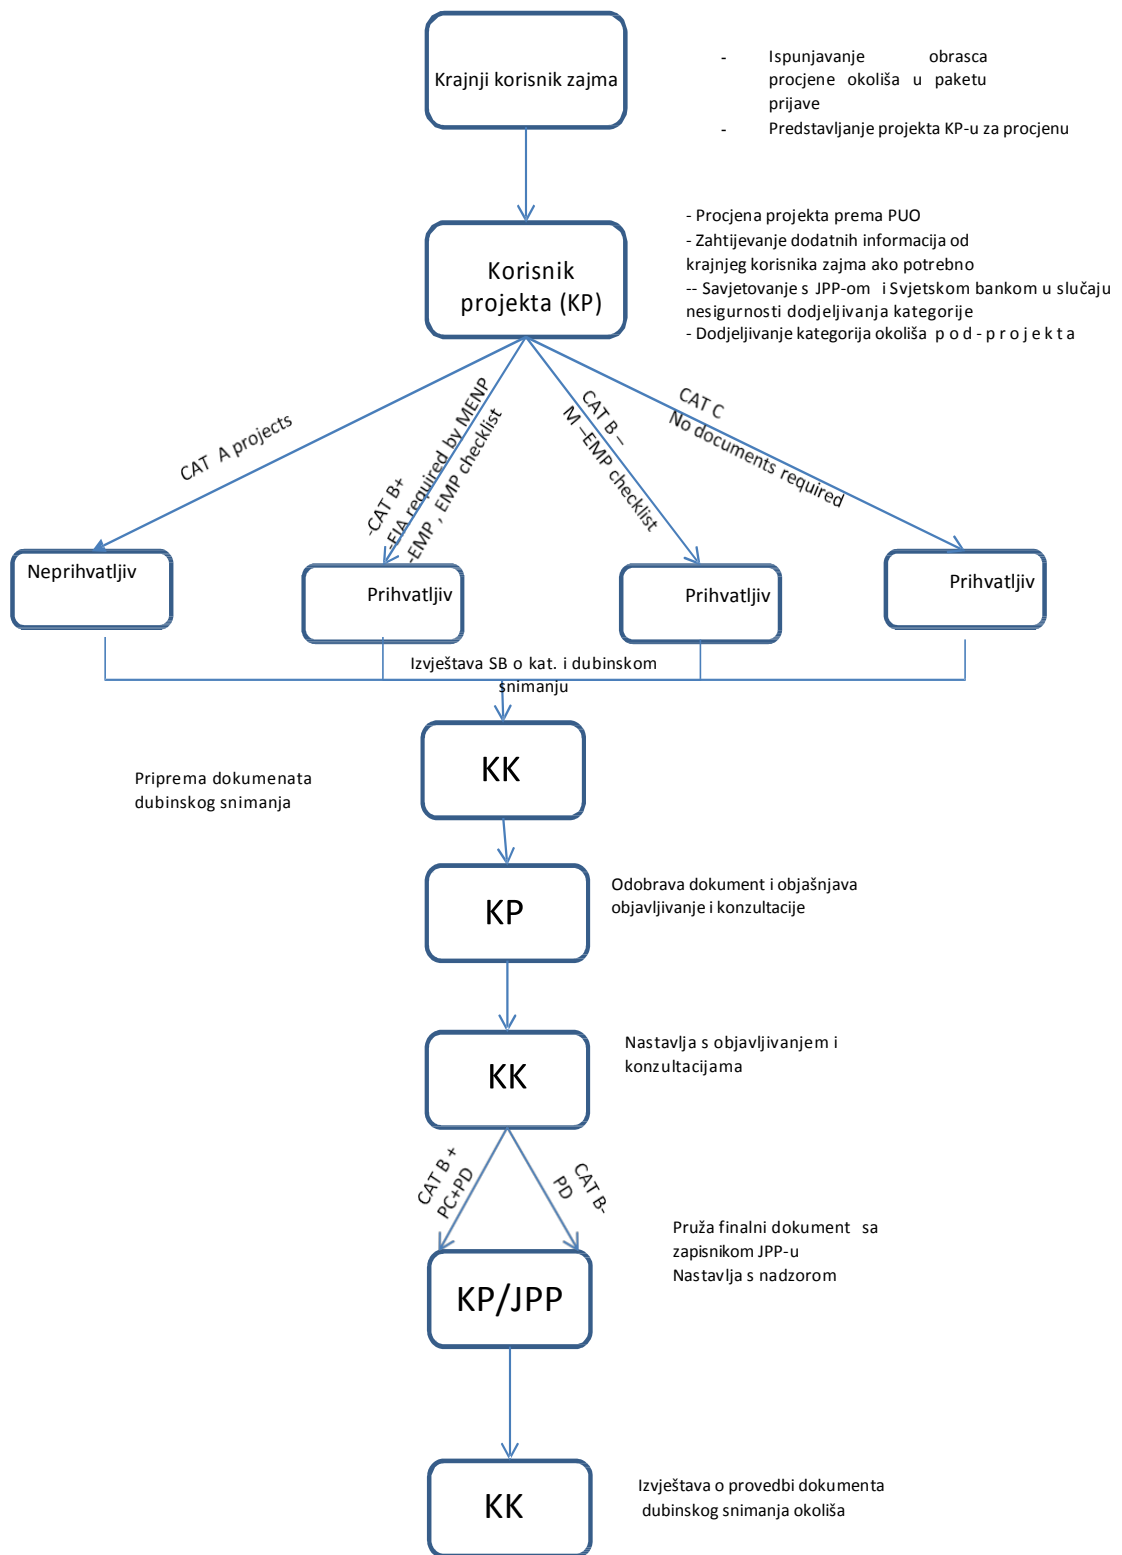 Krajnji korisnik zajma
- Ispunjavanje obrasca
procjene okoliša u paketu
prijave
- Predstavljanje projekta KP-u za procjenu
Korisnik
projekta (KP)
- Procjena projekta prema PUO
- Zahtijevanje dodatnih informacija od
krajnjeg korisnika zajma ako potrebno
-- Savjetovanje s JPP-om i Svjetskom bankom u slučaju
nesigurnosti dodjeljivanja kategorije
- Dodjeljivanje kategorija okoliša pod-projekta
CAT A projects
-CAT B+
-EIA required by MENP
-EMP , EMP checklist
CAT B –
M –EMP checklist
CAT C
No documents required
Neprihvatljiv
Prihvatljiv
Prihvatljiv
Prihvatljiv
Izvještava SB o kat. i dubinskom
snimanju
KK
Priprema dokumenata
dubinskog snimanja
KP
Odobrava dokument i objašnjava
objavljivanje i konzultacije
KK
Nastavlja s objavljivanjem i
konzultacijama
CAT B +
PC+PD
CAT B-
PD
KP/JPP
Pruža finalni dokument sa
zapisnikom JPP-u
Nastavlja s nadzorom
KK
Izvještava o provedbi dokumenta
dubinskog snimanja okoliša